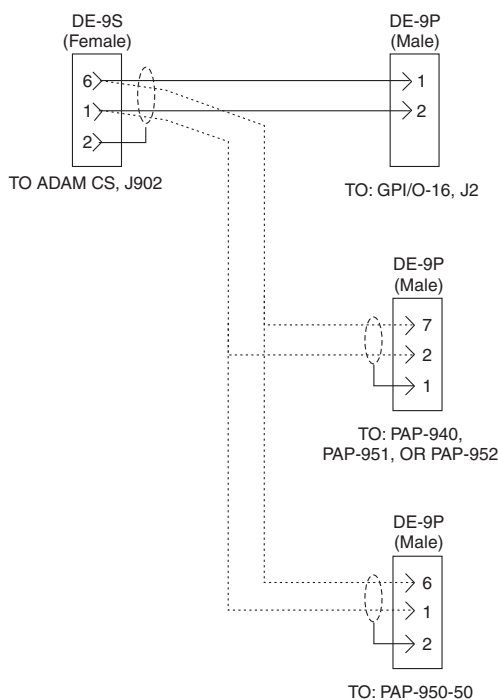 DE-9S
(Female)
6
1
2
TO ADAM CS, J902
DE-9P
(Male)
1
2
TO: GPI/O-16, J2
DE-9P
(Male)
7
2
1
TO: PAP-940,
PAP-951, OR PAP-952
DE-9P
(Male)
6
1
2
TO: PAP-950-50